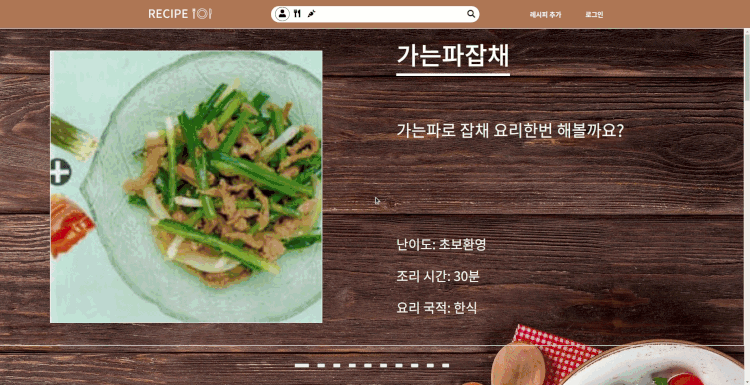 RECIPE
레시피 추가
로그인
가는파잡채
가는파로 잡채 요리한번 해볼까요?
난이도: 초보환영
조리 시간: 30분
요리 국적: 한식